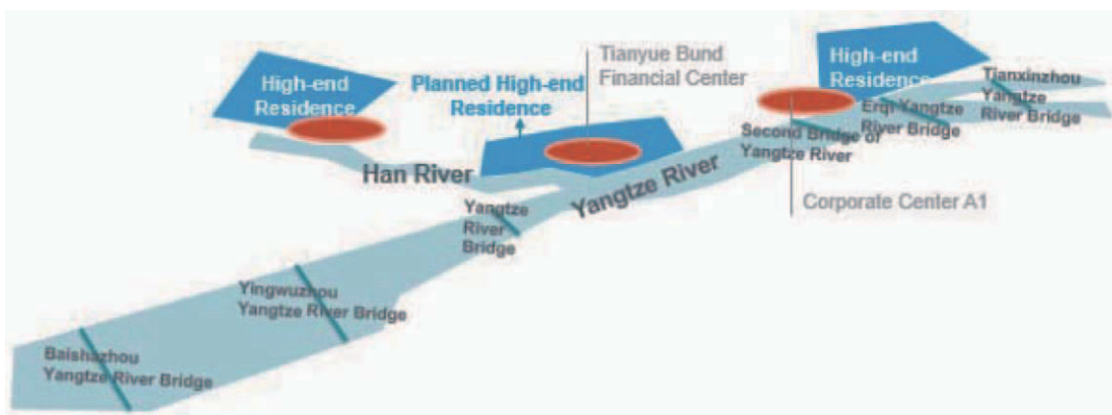 High-end
Residence
Planned High-end
Residence
Tianyue Bund
Financial Center
High-end
Residence
Tianxinzhou
Yangtze
River Bridge
Erqi Yangtze
River Bridge
Second Bridge of
Yangtze River
Han River
Yangtze River
Corporate Center A1
Yangtze
River
Bridge
Yingwuzhou
Yangtze River Bridge
Baishazhou
Yangtze River Bridge